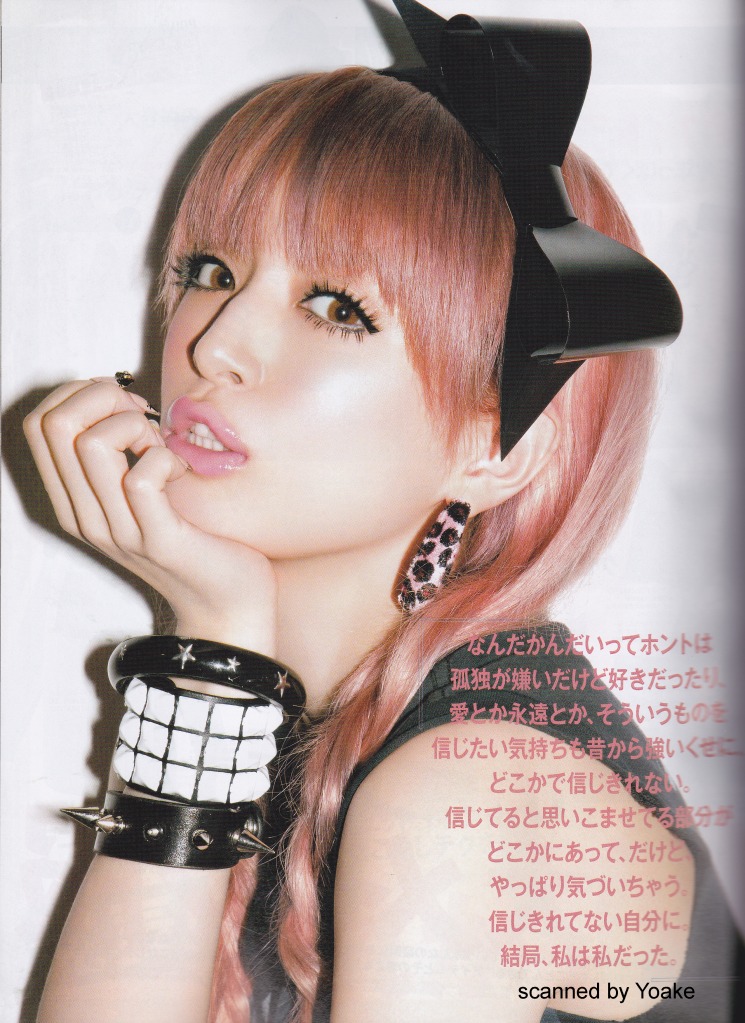 なんだかんだいってホントは
孤独が嫌いだけど好きだったり、
愛とか永遠とか、そういうものを
信じたい気持ちも昔から強いくせに
どこかで信じきれない。
信じてると思いこませてる部分が
どこかにあって、だけど、
やっぱり気づいちゃう。
信じきれてない自分に。
結局、私は私だった。
scanned by Yoake